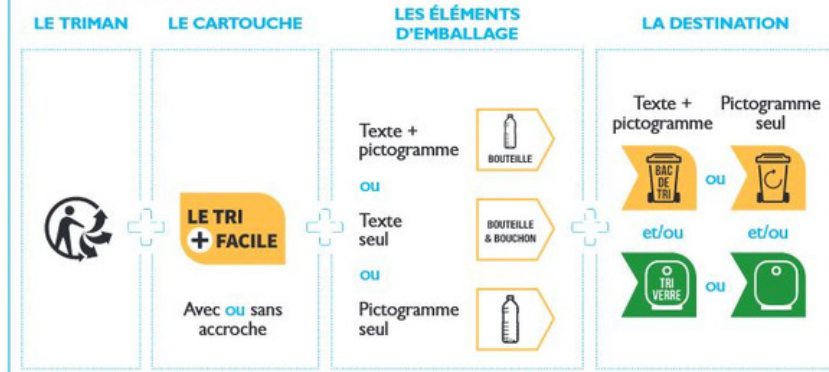 LE TRIMAN
LE CARTOUCHE
LES ÉLÉMENTS
D'EMBALLAGE
LA DESTINATION
LE TRI
+ FACILE
Avec ou sans
accroche
Texte +
pictogramme
BOUTEILLE
ou
Texte
seul
BOUTEILLE
& BOUCHON
ou
Pictogramme
seul
Texte +
pictogramme
Pictogramme
seul
BAC
DE
TRI
ou
et/ou
et/ou
TRI
VERRE
ou